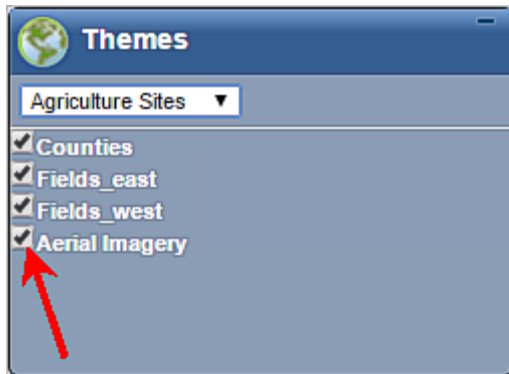 Themes
Agriculture Sites
Counties
Fields_east
Fields_west
Aerial Imagery